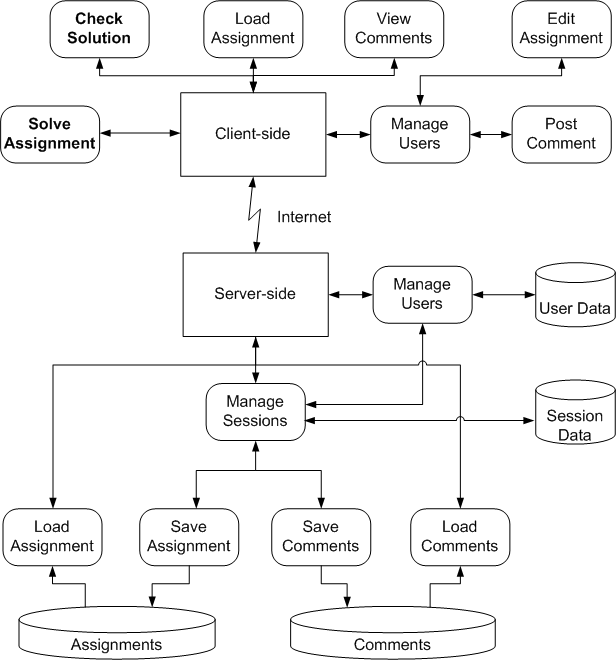 Check
Solution
Load
Assignment
View
Comments
Edit
Assignment
Solve
Assignment
Client-side
Manage
Users
Post
Comment
Internet
Server-side
Manage
Users
User Data
Manage
Sessions
Session
Data
Load
Assignment
Save
Assignment
Save
Comments
Load
Comments
Assignments
Comments